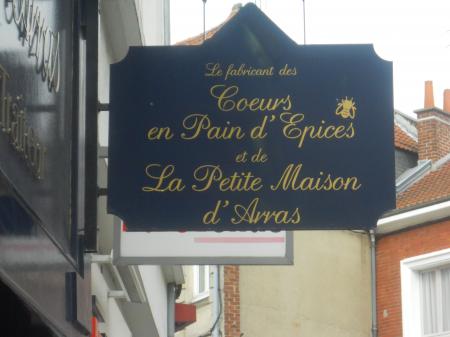 Le fabricant des
Coeurs
en Pain d'Epices
et de
La Petite Maison
d'Arras